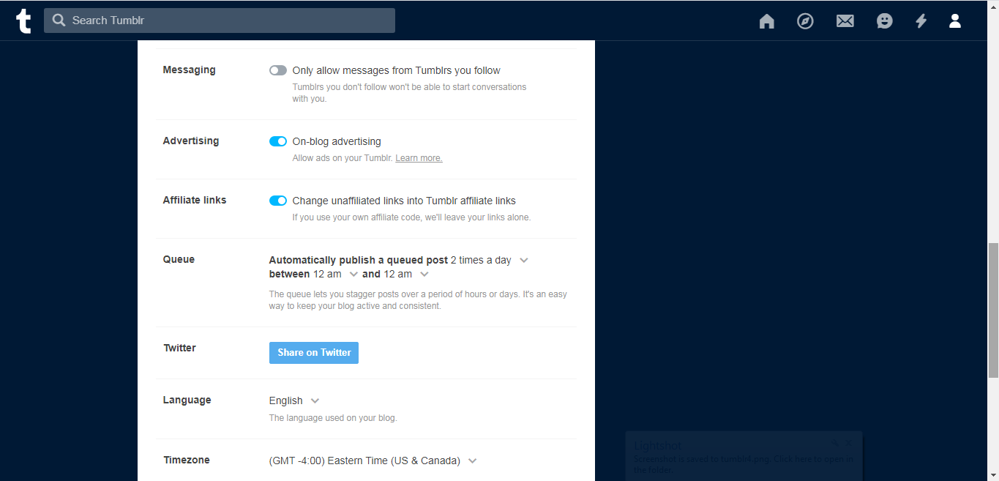 t Search Tumblr
Messaging
Only allow messages from Tumblrs you follow
Tumblrs you don't follow won't be able to start conversations
with you.
Advertising
On-blog advertising
Allow ads on your Tumblr. Learn more.
Affiliate links
Change unaffiliated links into Tumblr affiliate links
If you use your own affiliate code, we'll leave your links alone.
Queue
Automatically publish a queued post 2 times a day
between 12 am and 12 am
The queue lets you stagger posts over a period of hours or days. It's an easy
way to keep your blog active and consistent.
Twitter
Share on Twitter
Language
English
The language used on your blog.
Timezone
(GMT -4:00) Eastern Time (US & Canada)
Lightshot
Screenshot is saved to tumblr4.png. Click here to open in
the folder.